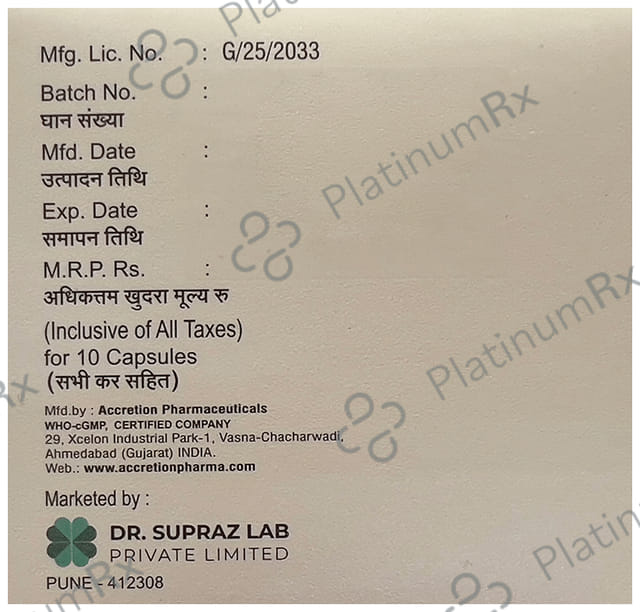 Mfg. Lic. No. : G/25/2033
Batch No. :
घान संख्या
Mfd. Date :
उत्पादन तिथि
Exp. Date :
समापन तिथि
M.R.P. Rs. :
अधिकत्तम खुदरा मूल्य रु
(Inclusive of All Taxes)
for 10 Capsules
(सभी कर सहित)
Mfd.by : Accretion Pharmaceuticals
WHO-cGMP, CERTIFIED COMPANY
29, Xcelon Industrial Park-1, Vasna-Chacharwadi,
Ahmedabad (Gujarat) INDIA.
Web.: www.accretionpharma.com
Marketed by :
DR. SUPRAZ LAB
PRIVATE LIMITED
PUNE - 412308
PlatinumRx
PlatinumRx
PlatinumRx